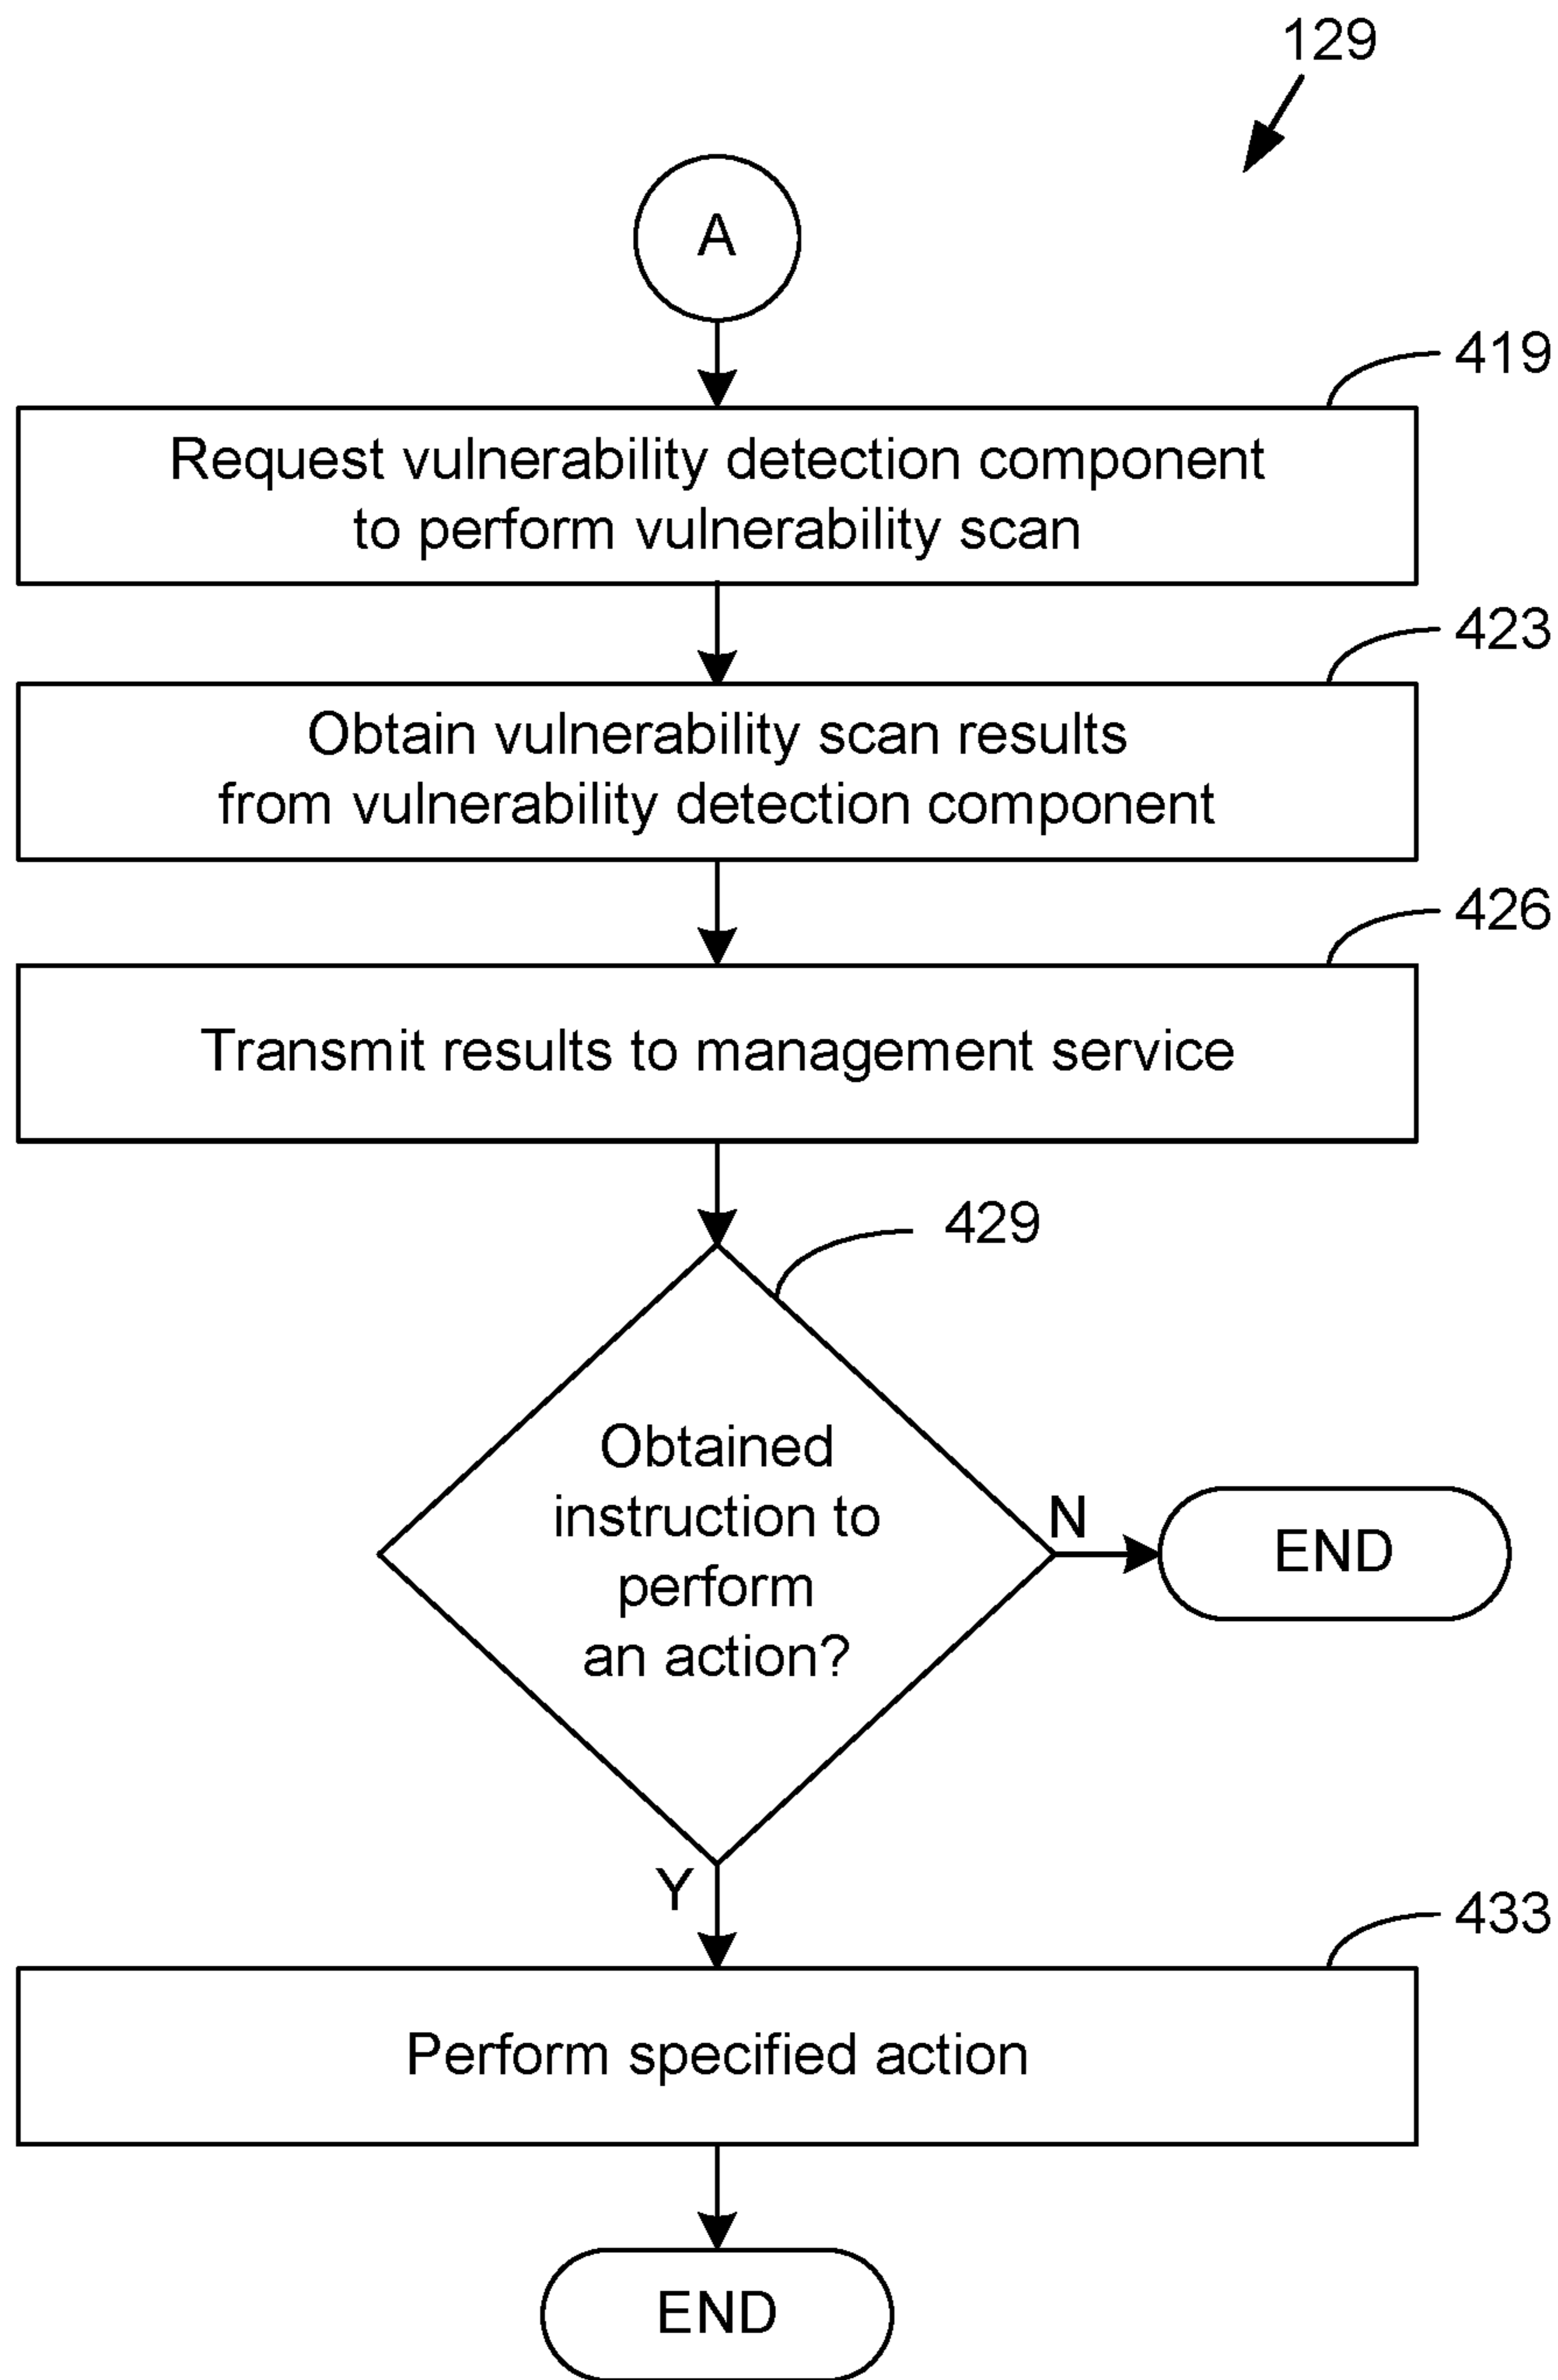 129
A
419
Request vulnerability detection component
to perform vulnerability scan
423
Obtain vulnerability scan results
from vulnerability detection component
426
Transmit results to management service
429
Obtained
instruction to
perform
an action?
N
END
Y
433
Perform specified action
END